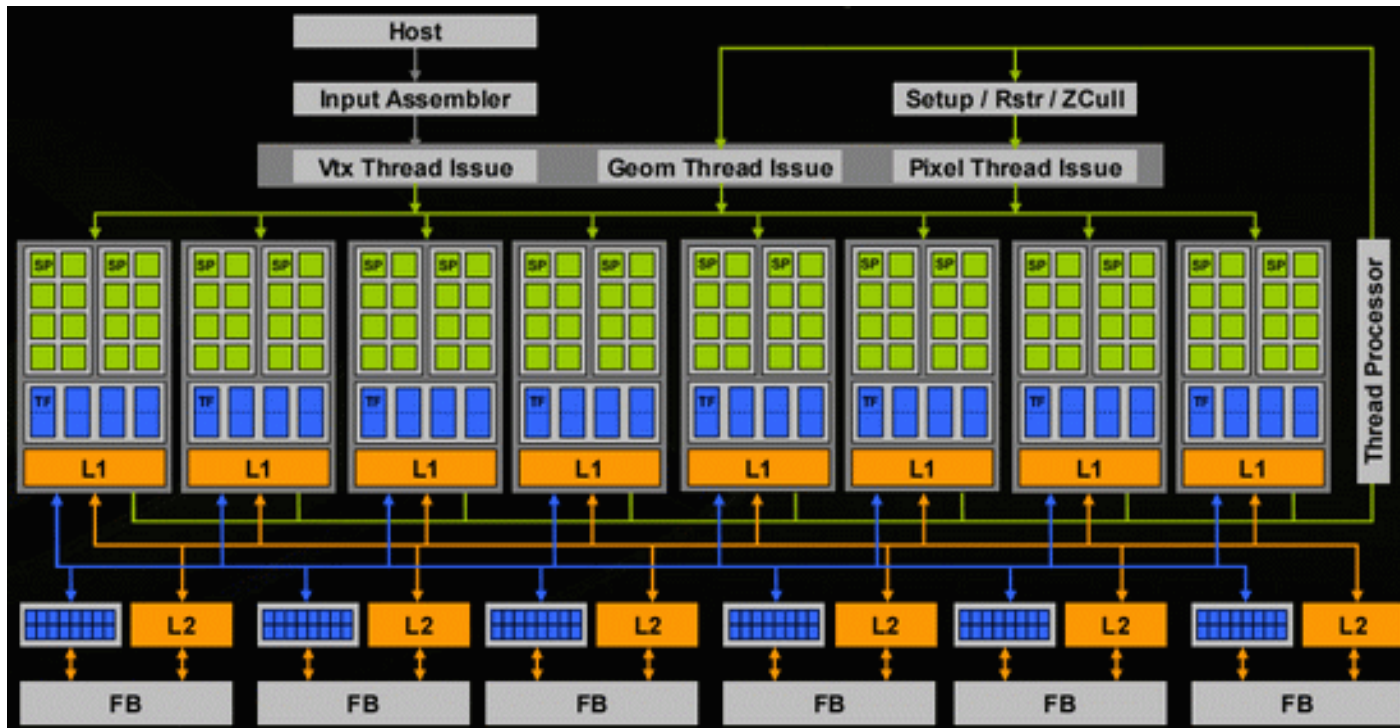 Host
Input Assembler
Setup / Rstr / ZCull
Vtx Thread Issue
Geom Thread Issue
Pixel Thread Issue
SP SP SP SP SP SP SP SP SP SP SP SP SP SP SP SP
TF TF TF TF TF TF TF TF
L1 L1 L1 L1 L1 L1 L1 L1
Thread Processor
L2 L2 L2 L2 L2 L2
FB FB FB FB FB FB